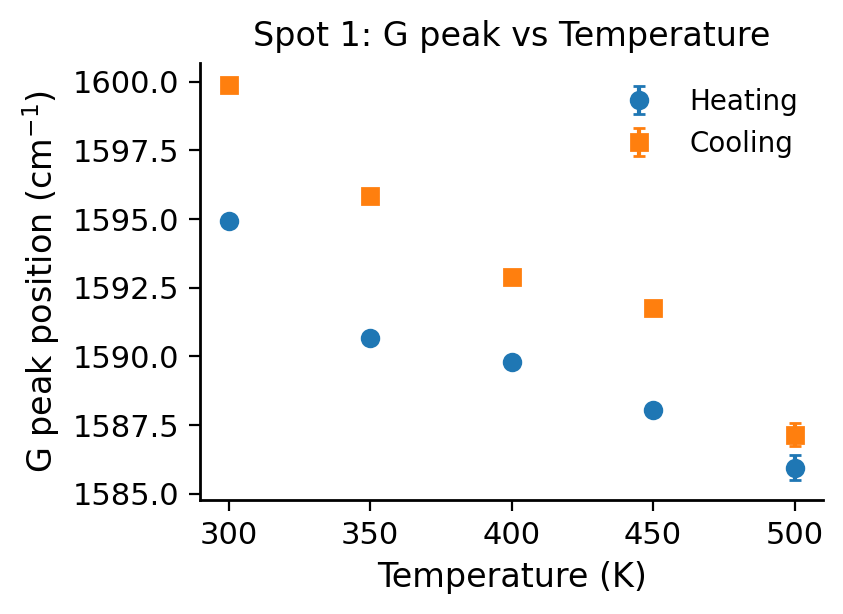 Spot 1: G peak vs Temperature
G peak position (cm⁻¹)
1600.0
1597.5
1595.0
1592.5
1590.0
1587.5
1585.0
Heating
Cooling
300 350 400 450 500
Temperature (K)